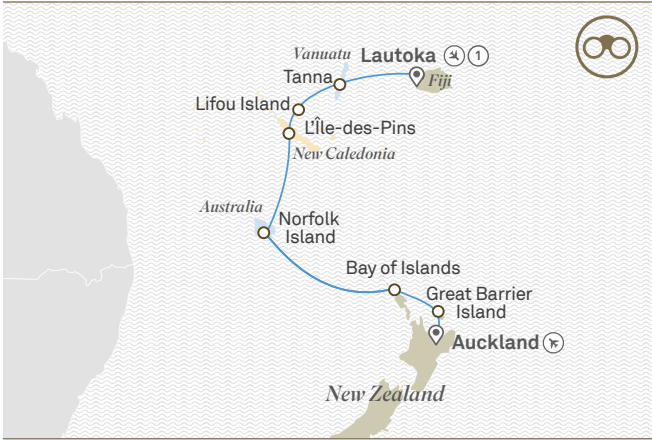 Vanuatu
Lautoka 1
Tanna
Fiji
Lifou Island
L'Île-des-Pins
New Caledonia
Australia
Norfolk
Island
Bay of Islands
Great Barrier
Island
Auckland
New Zealand